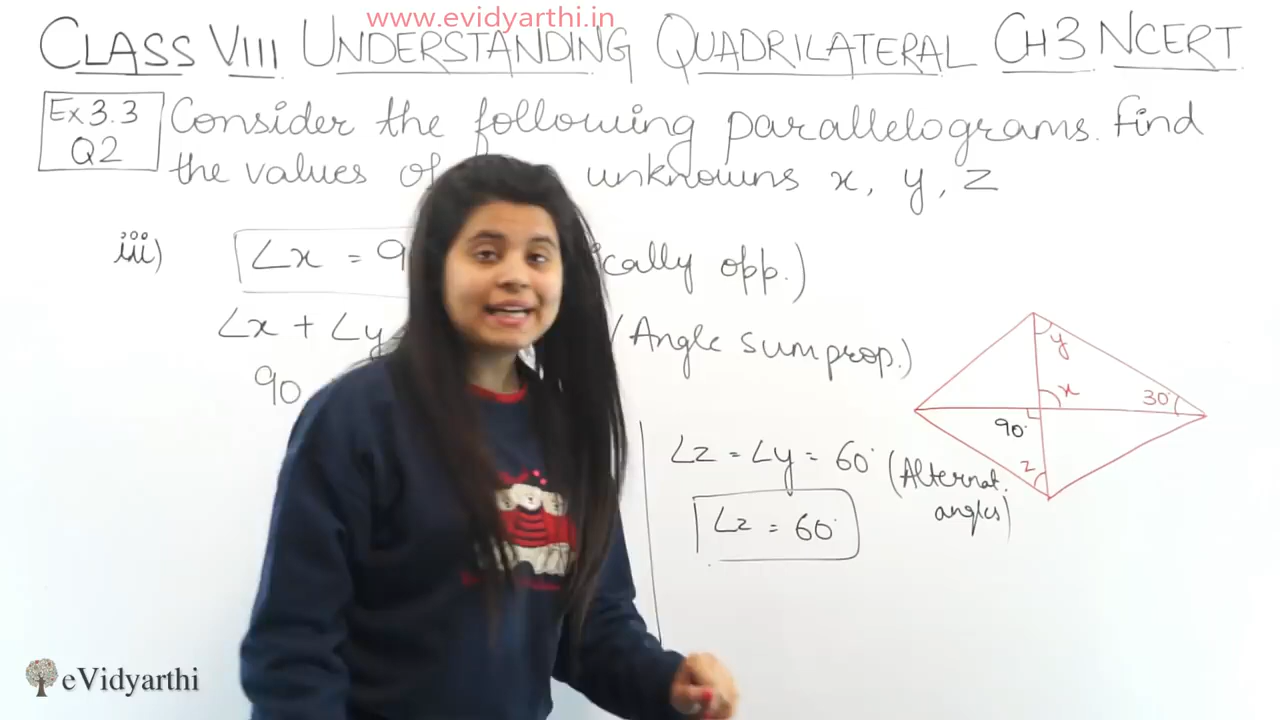 www.evidyarthi.in
CLASS VIII UNDERSTANDING QUADRILATERAL CH3 NCERT
Ex 3.3
Q2
Consider the following parallelograms. Find
the values of unknowns x, y, z
iii)
∠x = 9 ically opp.)
∠x + ∠y (Angle sum prop.)
90
∠z = ∠y = 60° (Alternat.
angles)
∠z = 60°
y
x
30°
90°
z
eVidyarthi